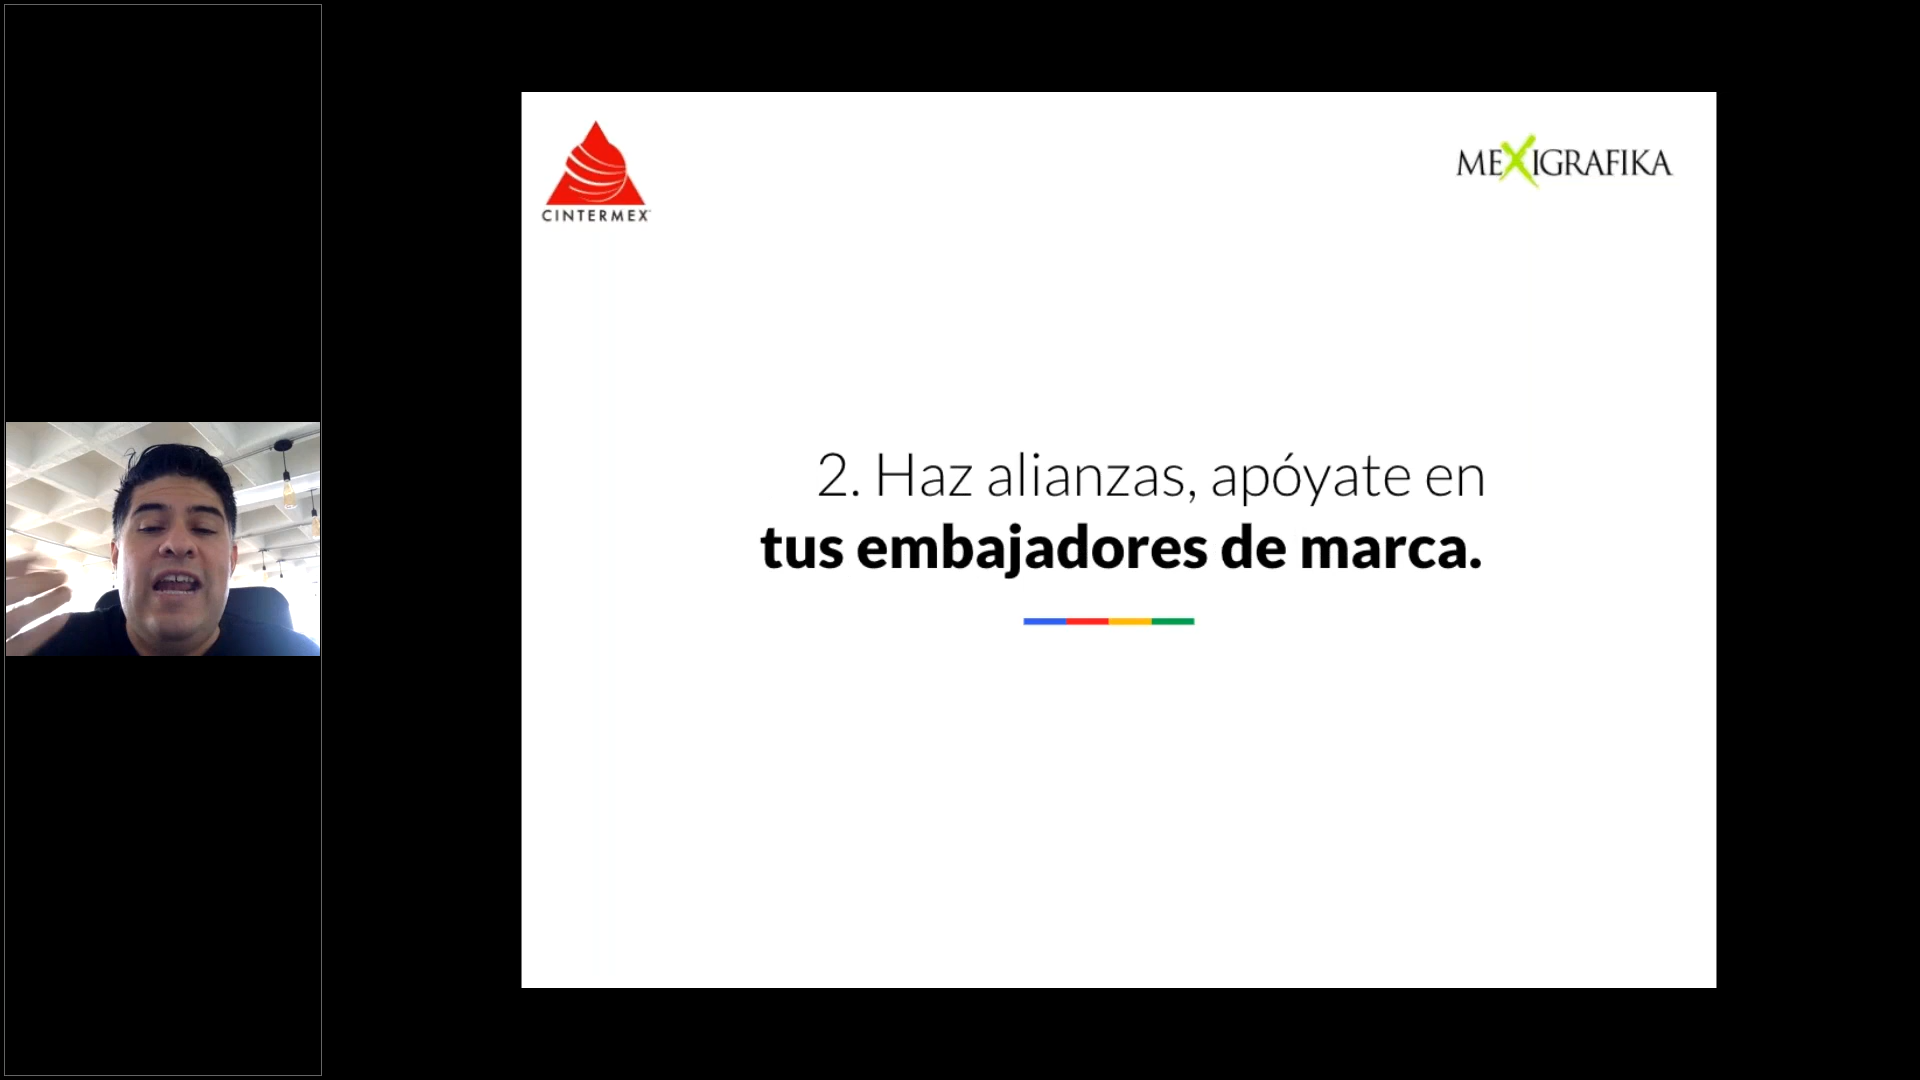 CINTERMEX
MEXIGRAFIKA
2. Haz alianzas, apóyate en
tus embajadores de marca.